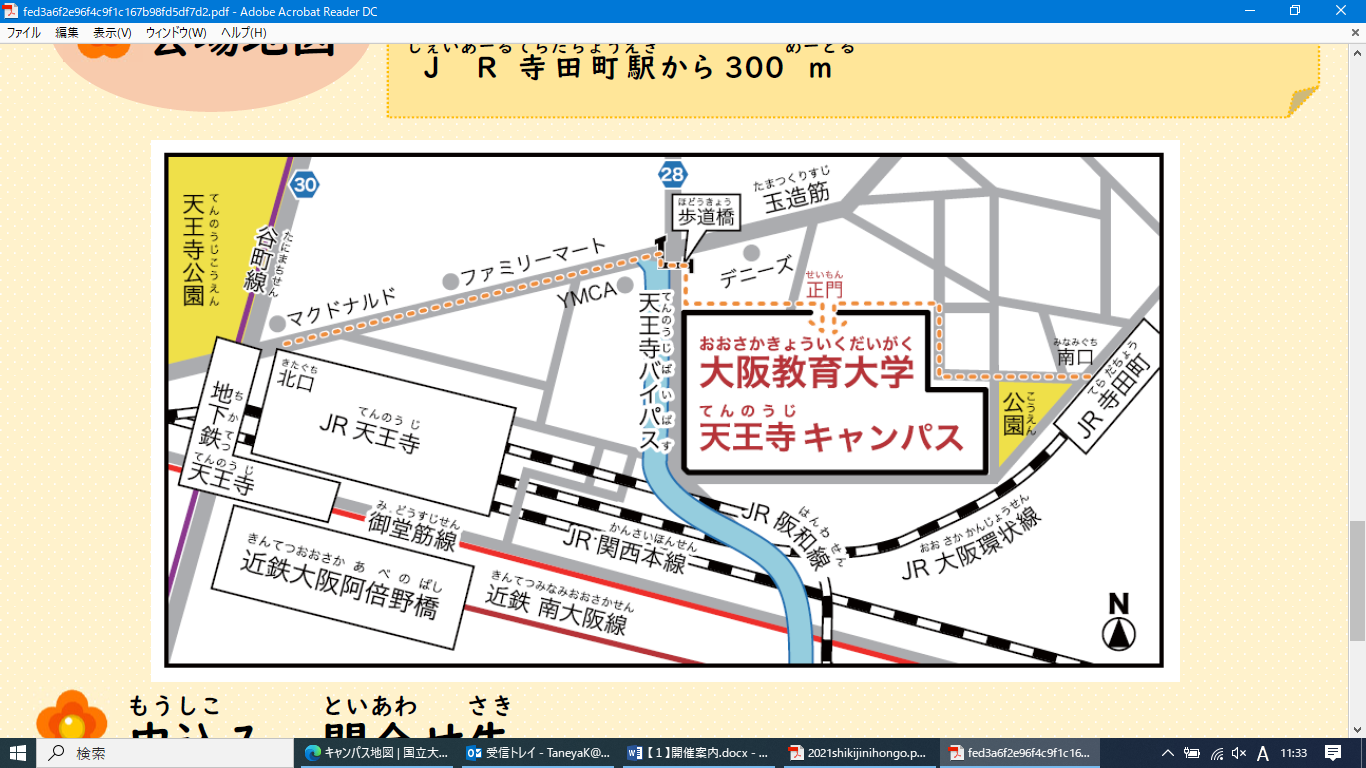 fed3a6f2e96f4c9f1c167b98fd5df7d2.pdf - Adobe Acrobat Reader DC
ファイル 編集 表示(V) ウィンドウ(W) ヘルプ(H)
会場地図
じぇいあーるてらだちょうえき めーとる
JR寺田町駅から300m
30
28
ほどうきょう
歩道橋
たまつくりすじ
玉造筋
てんのうじこうえん
天王寺公園
たにまちせん
谷町線
ファミリーマート
マクドナルド
YMCA
デニーズ
せいもん
正門
てんのうじばいぱす
天王寺バイパス
おおさかきょういくだいがく
大阪教育大学
てんのうじ
天王寺キャンパス
みなみぐち
南口
こうえん
公園
てらだちょう
JR 寺田町
きたぐち
北口
てんのうじ
JR 天王寺
ちかてつ
地下鉄
てんのうじ
天王寺
みどうすじせん
御堂筋線
かんさいほんせん
JR 関西本線
はんわせん
JR 阪和線
おおさかかんじょうせん
JR 大阪環状線
きんてつおおさかあべのばし
近鉄大阪阿倍野橋
きんてつみなみおおさかせん
近鉄 南大阪線
N
もうしこ といあわ さき
申込み 問合せ先
検索
キャンパス地図 | 国立大...
受信トレイ - TaneyaK@...
【1】開催案内.docx - ...
2021shikijinihongo.p...
fed3a6f2e96f4c9f1c16...
A
11:33